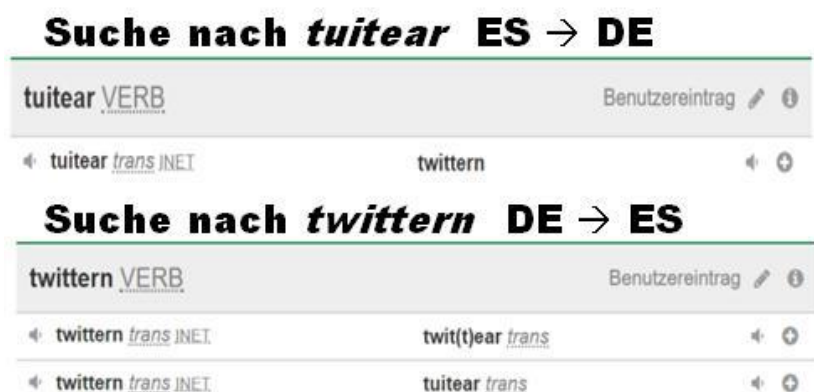 Suche nach tuitear ES → DE
tuitear VERB Benutzereintrag
tuitear trans INET twittern
Suche nach twittern DE → ES
twittern VERB Benutzereintrag
twittern trans INET twit(t)ear trans
twittern trans INET tuitear trans